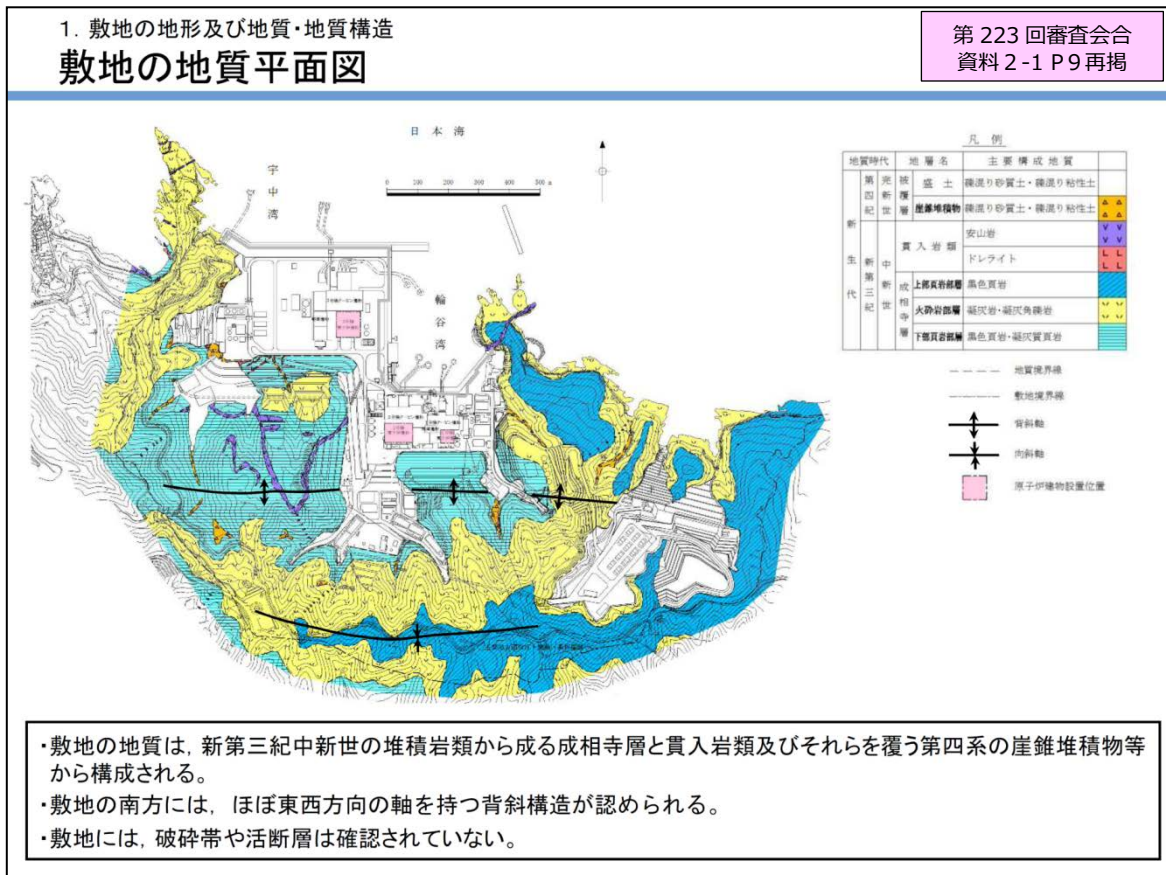 1. 敷地の地形及び地質・地質構造
敷地の地質平面図
第 223 回審査会合
資料２-1 P９再掲
日 本 海
宇中湾
輪谷湾
0 100 200 300 400 500 m
凡 例
地質時代 地 層 名 主 要 構 成 地 質
新生代 第四紀 完新世 被覆層 盛 土 礫混り砂質土・礫混り粘性土
崖錐堆積物 礫混り砂質土・礫混り粘性土
新第三紀 中新世 貫 入 岩 類 安山岩
ドレライト
成相寺層 上部頁岩部層 黒色頁岩
火砕岩部層 凝灰岩・凝灰角礫岩
下部頁岩部層 黒色頁岩・凝灰質頁岩
地質境界線
敷地境界線
背斜軸
向斜軸
原子炉建物設置位置
・敷地の地質は，新第三紀中新世の堆積岩類から成る成相寺層と貫入岩類及びそれらを覆う第四系の崖錐堆積物等
から構成される。
・敷地の南方には，ほぼ東西方向の軸を持つ背斜構造が認められる。
・敷地には，破砕帯や活断層は確認されていない。